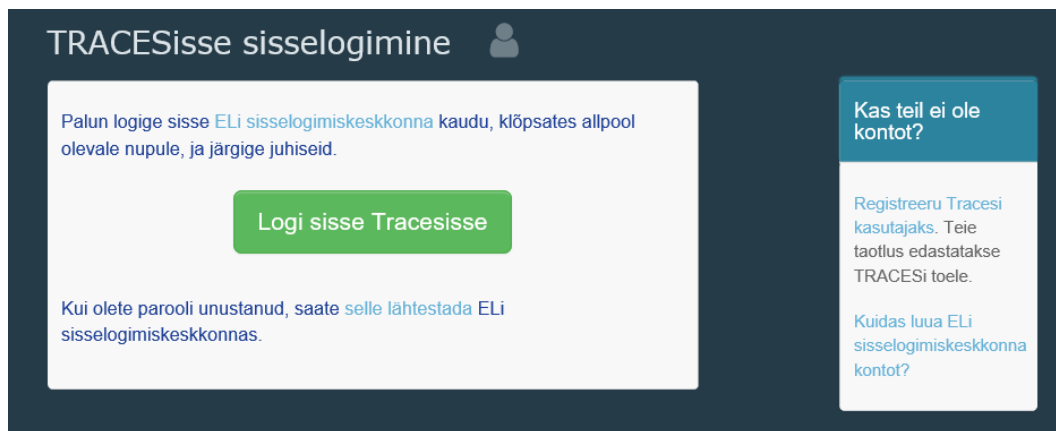 TRACESisse sisselogimine
Palun logige sisse ELi sisselogimiskeskkonna kaudu, klõpsates allpool
olevale nupule, ja järgige juhiseid.
Logi sisse Tracesisse
Kui olete parooli unustanud, saate selle lähtestada ELi
sisselogimiskeskkonnas.
Kas teil ei ole
kontot?
Registreeru Tracesi
kasutajaks. Teie
taotlus edastatakse
TRACESi toele.
Kuidas luua ELi
sisselogimiskeskkonna
kontot?